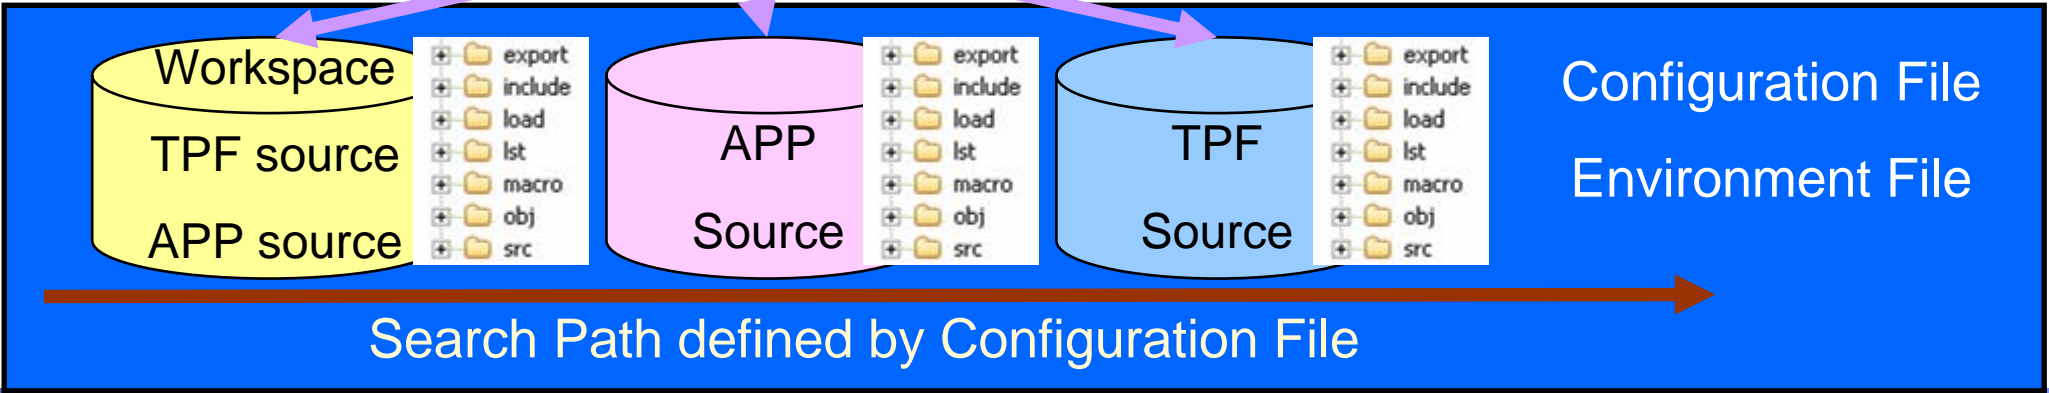 Workspace
TPF source
APP source
export
include
load
lst
macro
obj
src
APP
Source
export
include
load
lst
macro
obj
src
TPF
Source
export
include
load
lst
macro
obj
src
Configuration File
Environment File
Search Path defined by Configuration File